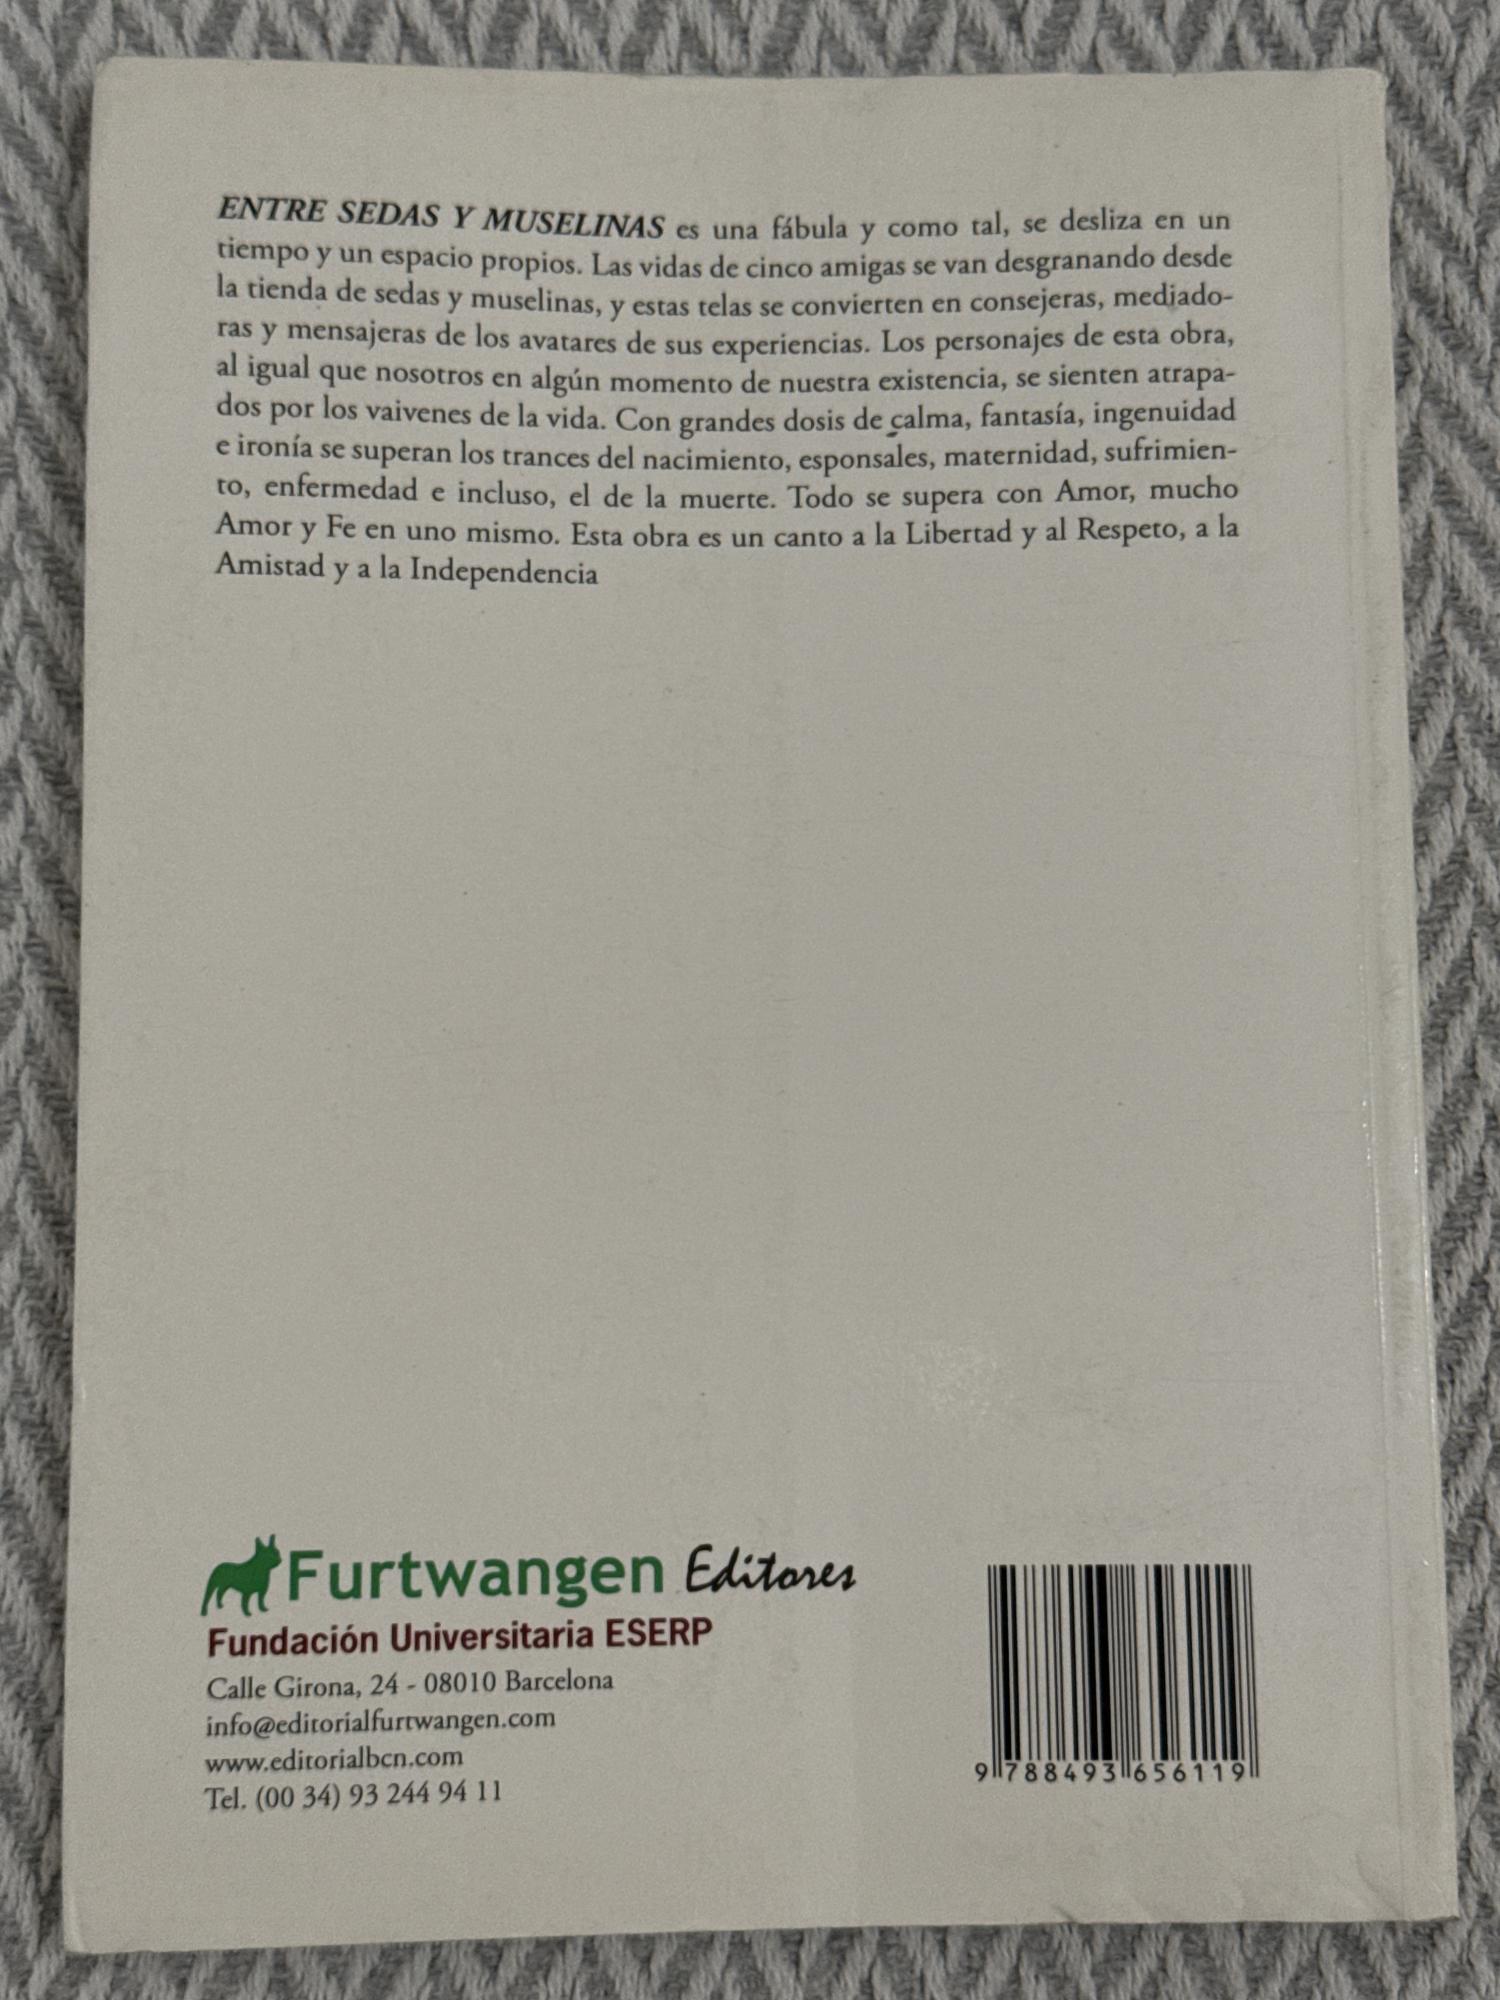 ENTRE SEDAS Y MUSELINAS es una fábula y como tal, se desliza en un
tiempo y un espacio propios. Las vidas de cinco amigas se van desgranando desde
la tienda de sedas y muselinas, y estas telas se convierten en consejeras, mediado-
ras y mensajeras de los avatares de sus experiencias. Los personajes de esta obra,
al igual que nosotros en algún momento de nuestra existencia, se sienten atrapa-
dos por los vaivenes de la vida. Con grandes dosis de calma, fantasía, ingenuidad
e ironía se superan los trances del nacimiento, esponsales, maternidad, sufrimien-
to, enfermedad e incluso, el de la muerte. Todo se supera con Amor, mucho
Amor y Fe en uno mismo. Esta obra es un canto a la Libertad y al Respeto, a la
Amistad y a la Independencia
Furtwangen Editores
Fundación Universitaria ESERP
Calle Girona, 24 - 08010 Barcelona
info@editorialfurtwangen.com
www.editorialbcn.com
Tel. (00 34) 93 244 94 11
9 788493 656119